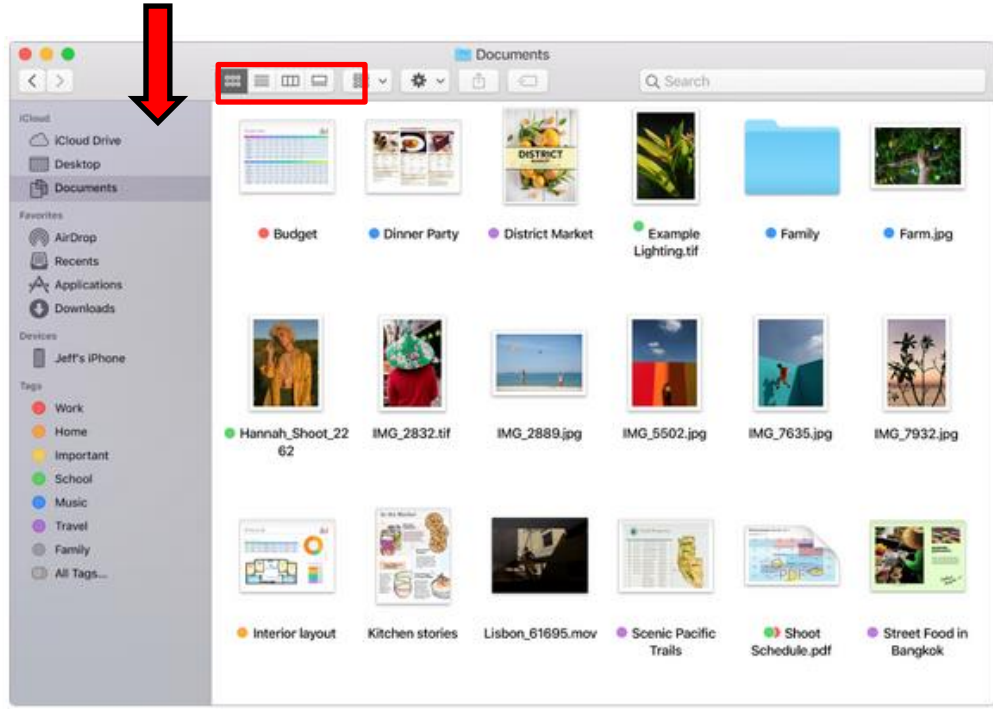 Documents
Search
iCloud
iCloud Drive
Desktop
Documents
Favorites
AirDrop
Recents
Applications
Downloads
Devices
Jeff's iPhone
Tags
Work
Home
Important
School
Music
Travel
Family
All Tags...
DISTRICT
Budget
Dinner Party
District Market
Example
Lighting.tif
Family
Farm.jpg
Hannah_Shoot_22
62
IMG_2832.tif
IMG_2889.jpg
IMG_5502.jpg
IMG_7635.jpg
IMG_7932.jpg
PDF
Interior layout
Kitchen stories
Lisbon_61695.mov
Scenic Pacific
Trails
Shoot
Schedule.pdf
Street Food in
Bangkok